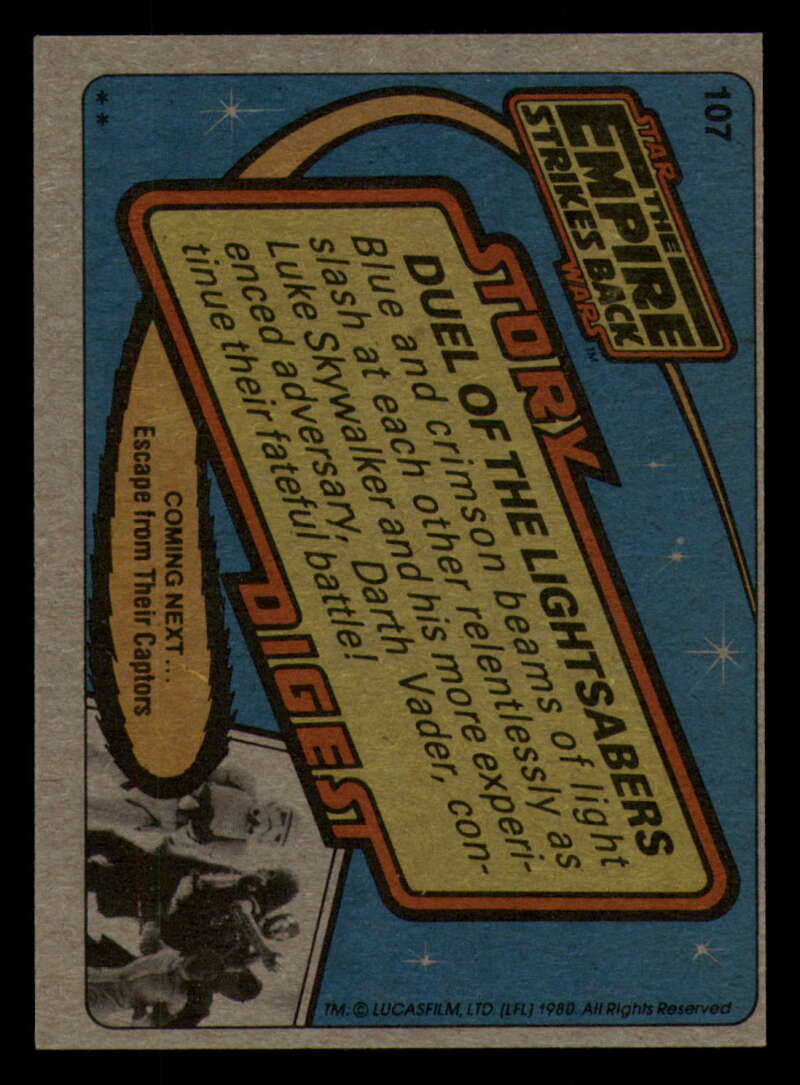 107
STAR
THE
EMPIRE
STRIKES BACK
WARS™
STORY
DUEL OF THE LIGHTSABERS
Blue and crimson beams of light
slash at each other relentlessly as
Luke Skywalker and his more experi-
enced adversary, Darth Vader, con-
tinue their fateful battle!
DIGEST
COMING NEXT...
Escape from Their Captors
**
TM: © LUCASFILM, LTD (LFL) 1980. All Rights Reserved